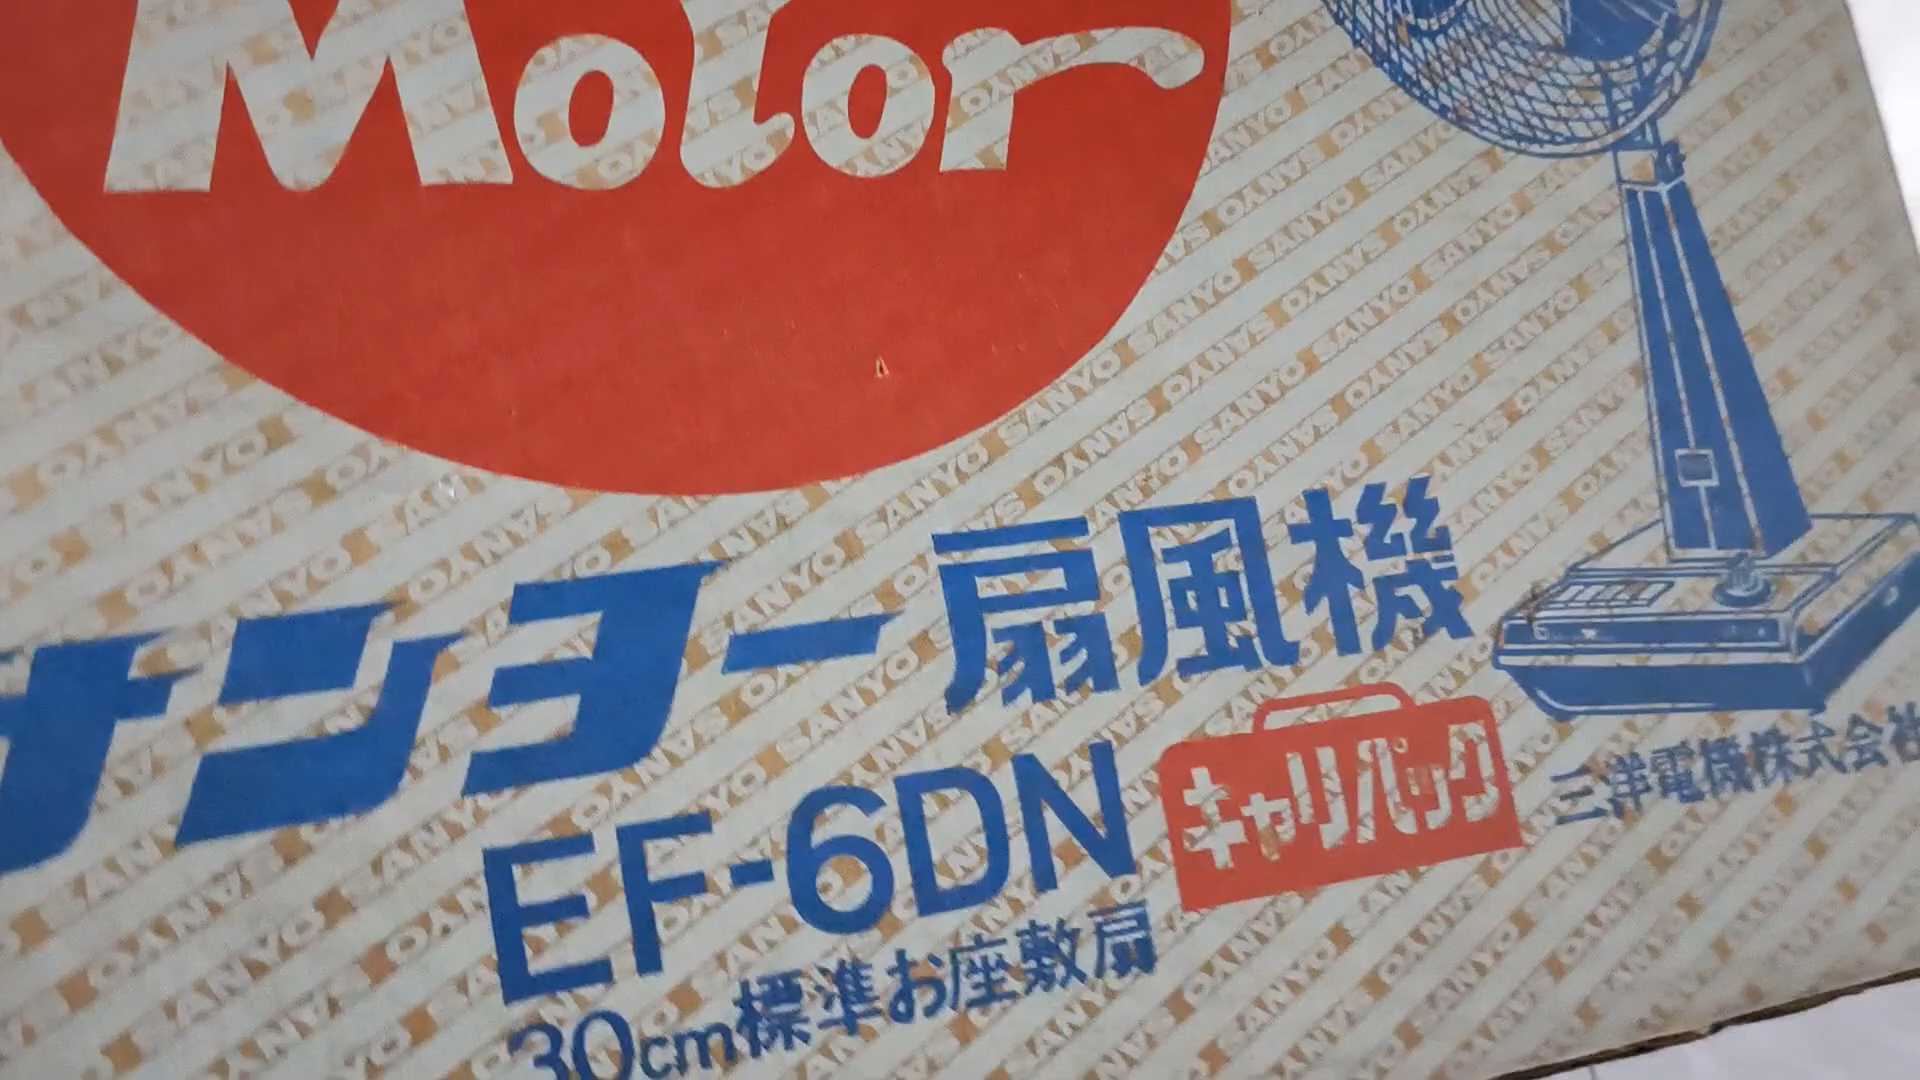 Motor
サンヨー扇風機
EF-6DN
キャリパック
三洋電機株式会社
30cm標準お座敷扇
SANYO